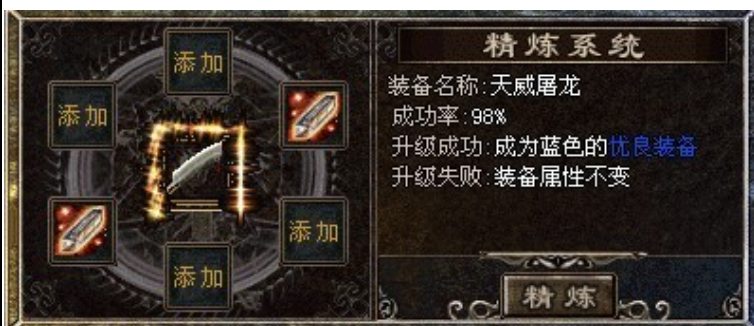 添加
添加
添加
添加
精炼系统
装备名称:天威屠龙
成功率:98%
升级成功:成为蓝色的忧良装备
升级失败:装备属性不变
精炼